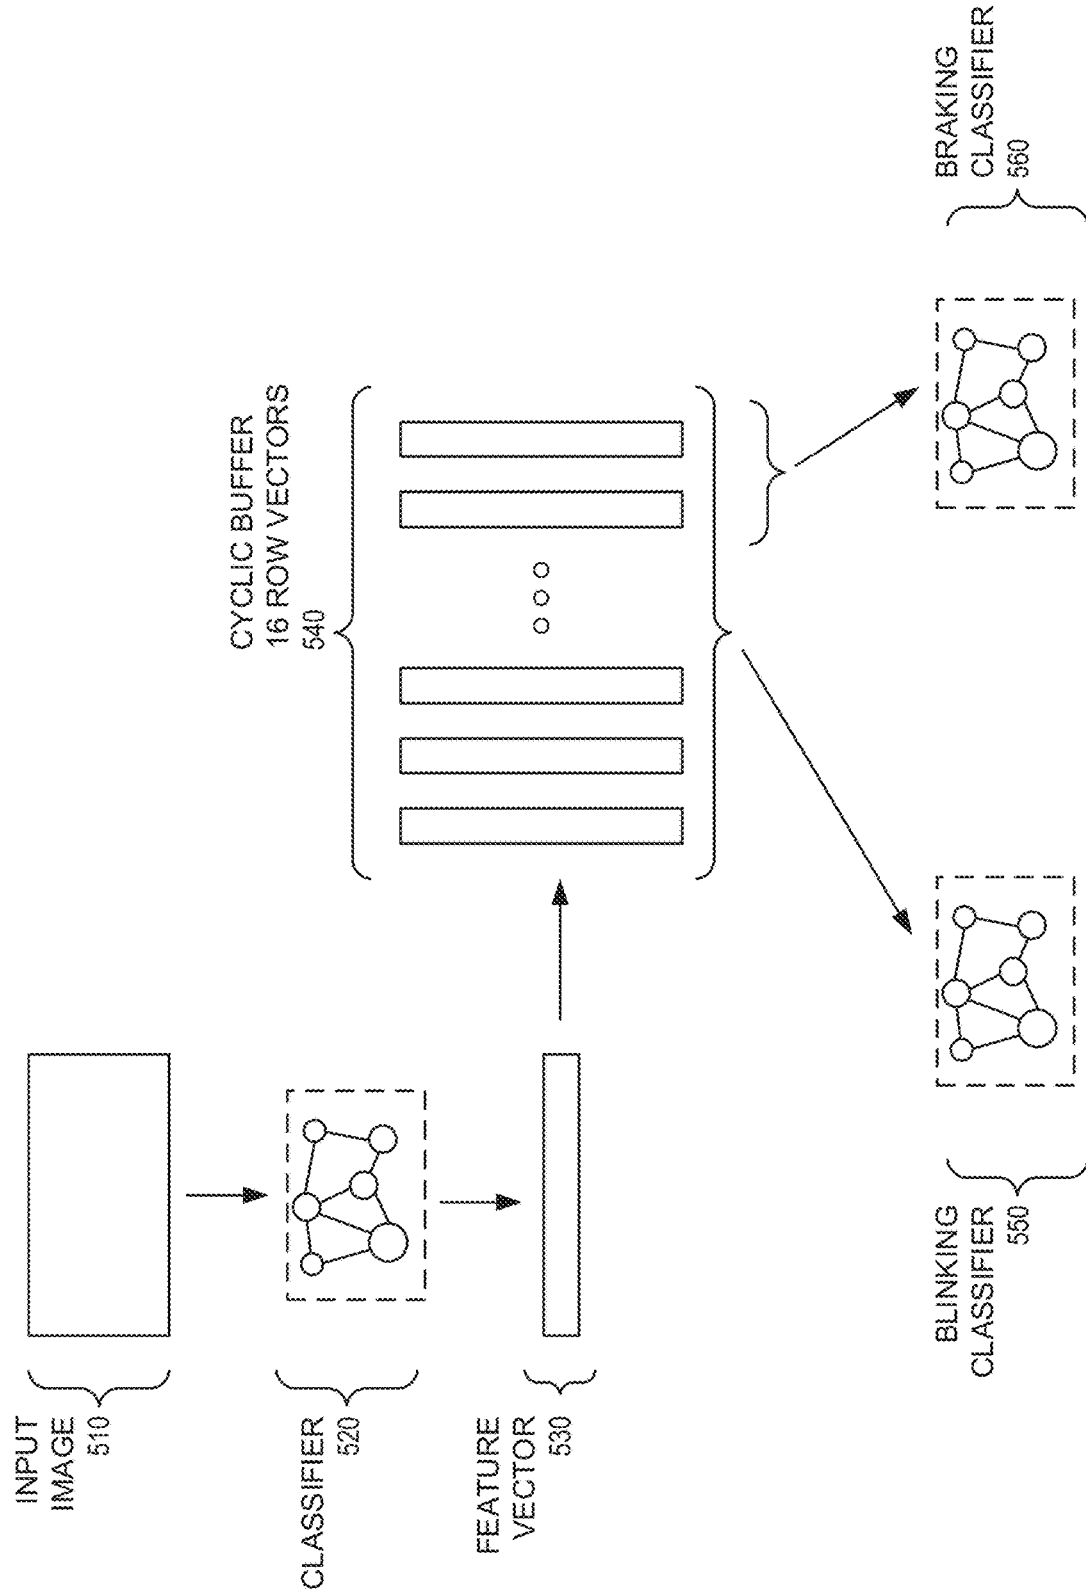 INPUT
IMAGE
510
CLASSIFIER
520
FEATURE
VECTOR
530
CYCLIC BUFFER
16 ROW VECTORS
540
BLINKING
CLASSIFIER
550
BRAKING
CLASSIFIER
560